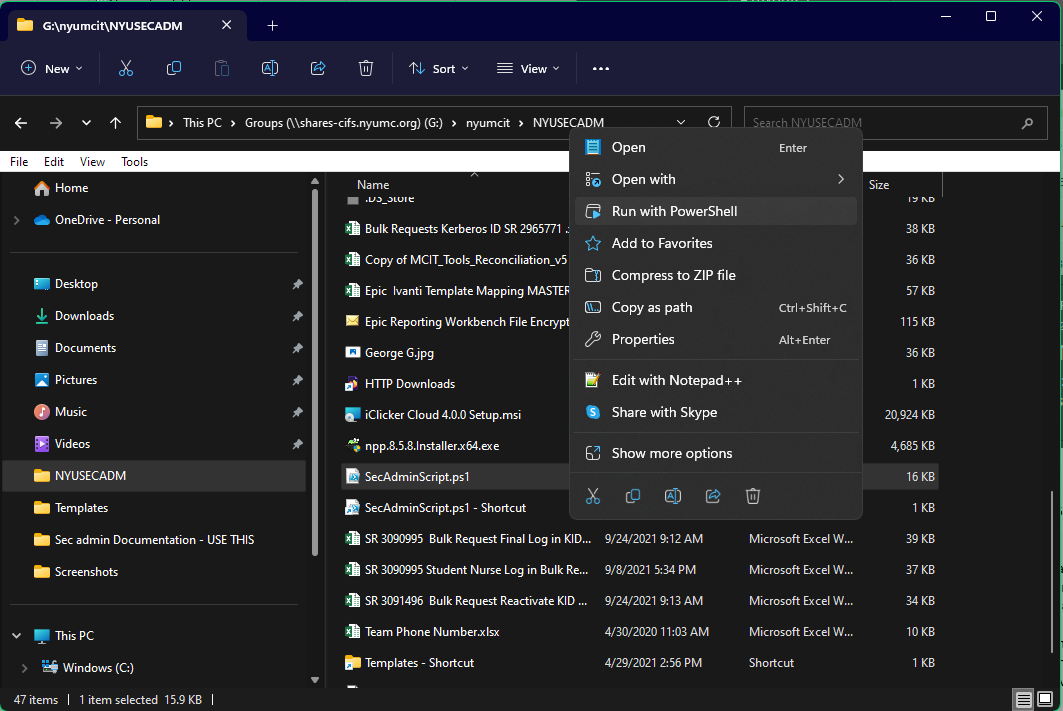 G:\nyumcit\NYUSECADM
New
Sort
View
This PC > Groups (\\shares-cifs.nyumc.org) (G:) > nyumcit > NYUSECADM
Search NYUSECADM
File Edit View Tools
Home
OneDrive - Personal
Desktop
Downloads
Documents
Pictures
Music
Videos
NYUSECADM
Templates
Sec admin Documentation - USE THIS
Screenshots
This PC
Windows (C:)
Name
Size
.DS_Store 19 KB
Bulk Requests Kerberos ID SR 2965771 38 KB
Copy of MCIT_Tools_Reconciliation_v5 36 KB
Epic Ivanti Template Mapping MASTER 57 KB
Epic Reporting Workbench File Encrypt 115 KB
George G.jpg 36 KB
HTTP Downloads 1 KB
iClicker Cloud 4.0.0 Setup.msi 20,924 KB
npp.8.5.8.Installer.x64.exe 4,685 KB
SecAdminScript.ps1 16 KB
SecAdminScript.ps1 - Shortcut 1 KB
SR 3090995 Bulk Request Final Log in KID... 9/24/2021 9:12 AM Microsoft Excel W... 39 KB
SR 3090995 Student Nurse Log in Bulk Re... 9/8/2021 5:34 PM Microsoft Excel W... 37 KB
SR 3091496 Bulk Request Reactivate KID ... 9/24/2021 9:13 AM Microsoft Excel W... 34 KB
Team Phone Number.xlsx 4/30/2020 11:03 AM Microsoft Excel W... 10 KB
Templates - Shortcut 4/29/2021 2:56 PM Shortcut 1 KB
Open Enter
Open with
Run with PowerShell
Add to Favorites
Compress to ZIP file
Copy as path Ctrl+Shift+C
Properties Alt+Enter
Edit with Notepad++
Share with Skype
Show more options
47 items 1 item selected 15.9 KB